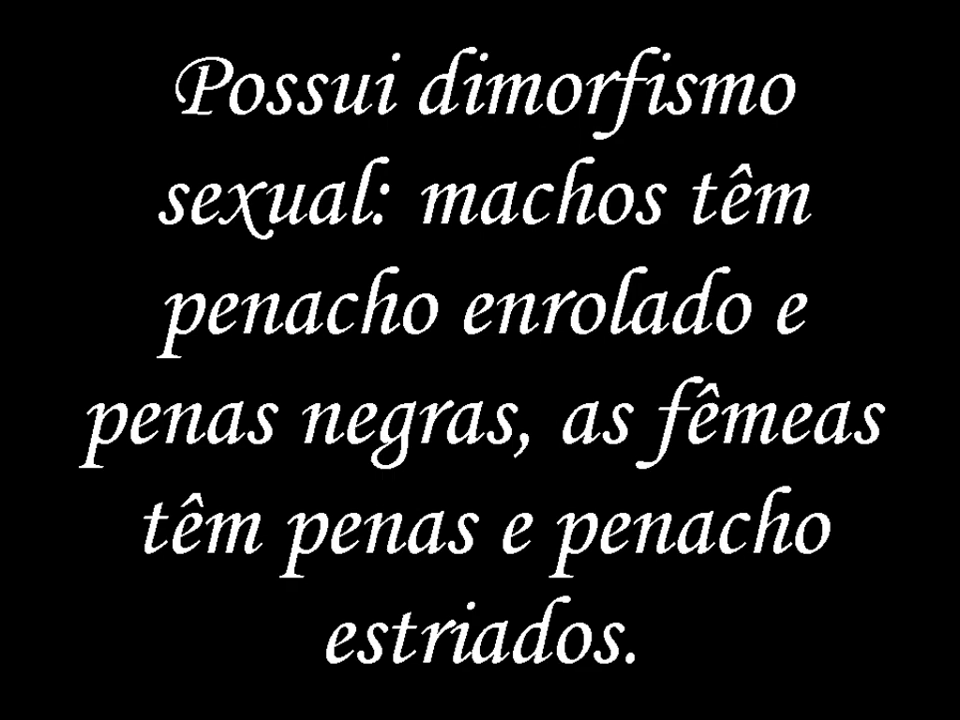 Possui dimorfismo
sexual: machos têm
penacho enrolado e
penas negras, as fêmeas
têm penas e penacho
estriados.